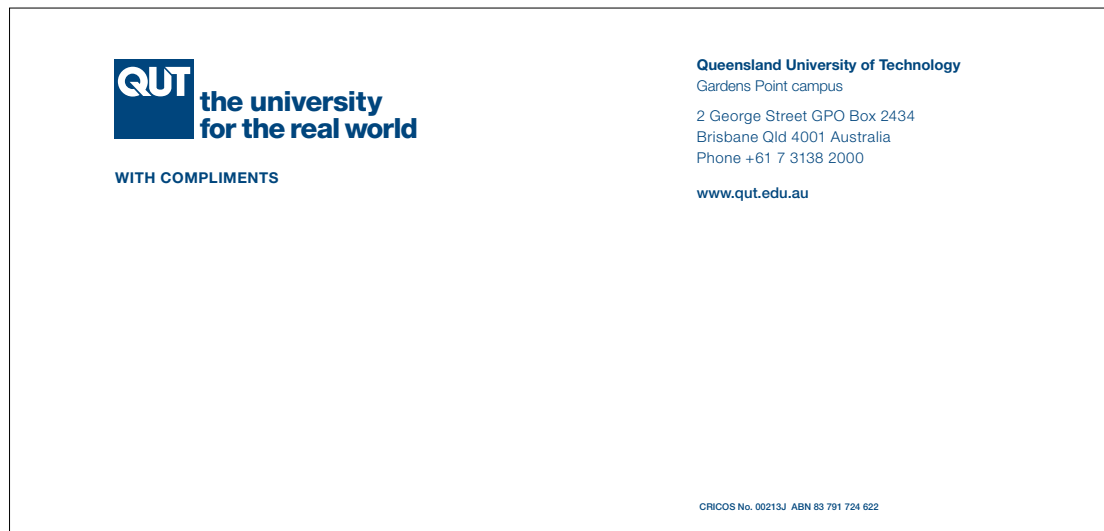 QUT
the university
for the real world
WITH COMPLIMENTS
Queensland University of Technology
Gardens Point campus
2 George Street GPO Box 2434
Brisbane Qld 4001 Australia
Phone +61 7 3138 2000
www.qut.edu.au
CRICOS No. 00213J ABN 83 791 724 622